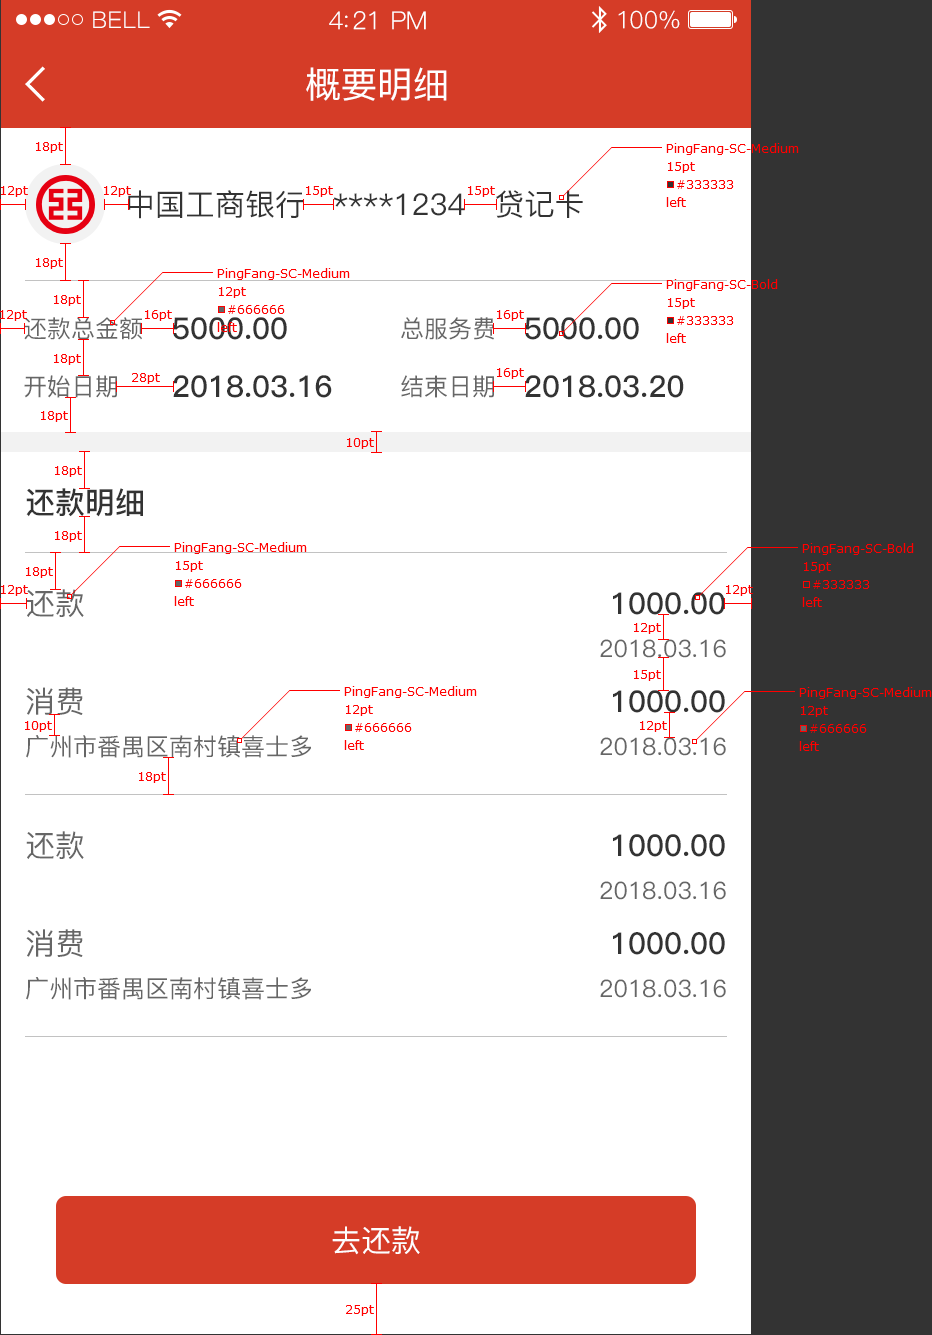 BELL 4:21 PM 100%
概要明细
18pt
PingFang-SC-Medium
15pt
#333333
left
12pt 12pt 中国工商银行 15pt ****1234 15pt 贷记卡
18pt
PingFang-SC-Medium
12pt
#666666
left
PingFang-SC-Bold
15pt
#333333
left
18pt
12pt 还款总金额 16pt 5000.00 总服务费 16pt 5000.00
18pt
开始日期 28pt 2018.03.16 结束日期 16pt 2018.03.20
18pt
10pt
18pt
还款明细
18pt
PingFang-SC-Medium
15pt
#666666
left
PingFang-SC-Bold
15pt
#333333
left
18pt
12pt 还款 1000.00 12pt
12pt
2018.03.16
15pt
消费 1000.00
PingFang-SC-Medium
12pt
#666666
left
PingFang-SC-Medium
12pt
#666666
left
10pt 12pt
广州市番禺区南村镇喜士多 2018.03.16
18pt
还款 1000.00
2018.03.16
消费 1000.00
广州市番禺区南村镇喜士多 2018.03.16
去还款
25pt